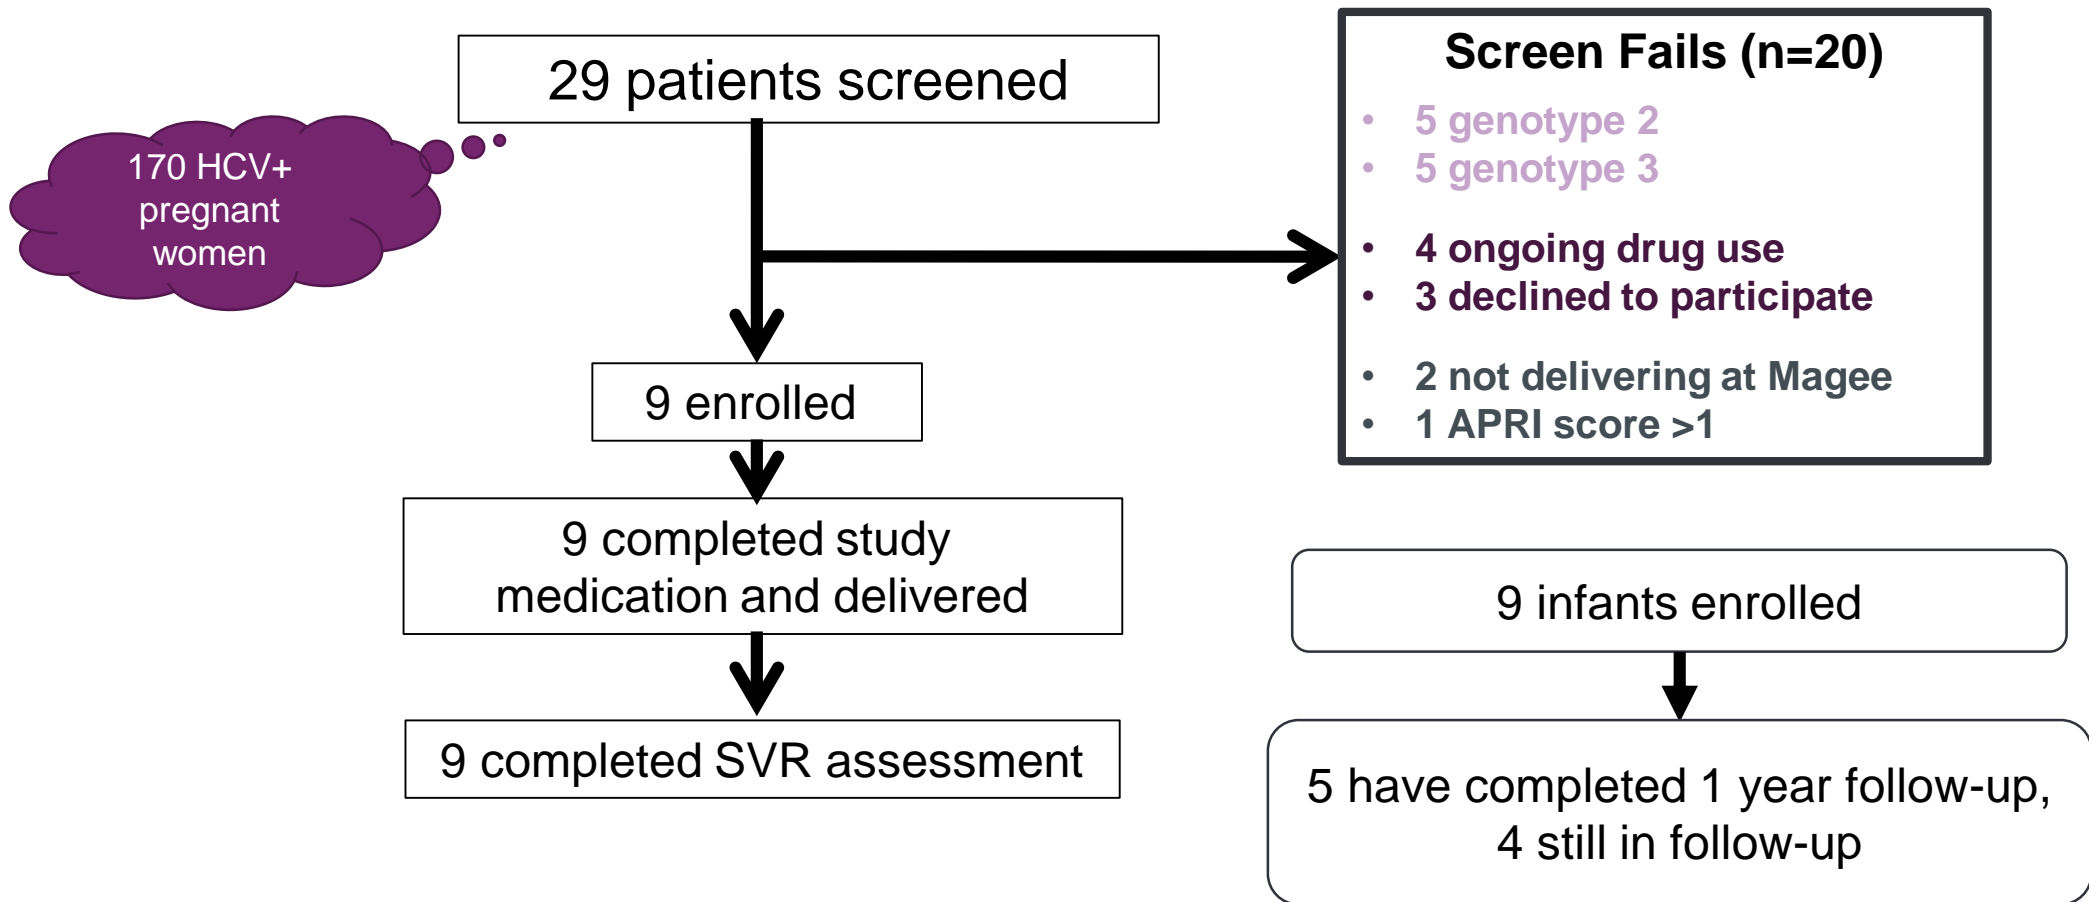 29 patients screened
170 HCV+
pregnant
women
Screen Fails (n=20)
• 5 genotype 2
• 5 genotype 3
• 4 ongoing drug use
• 3 declined to participate
• 2 not delivering at Magee
• 1 APRI score >1
9 enrolled
9 completed study
medication and delivered
9 completed SVR assessment
9 infants enrolled
5 have completed 1 year follow-up,
4 still in follow-up